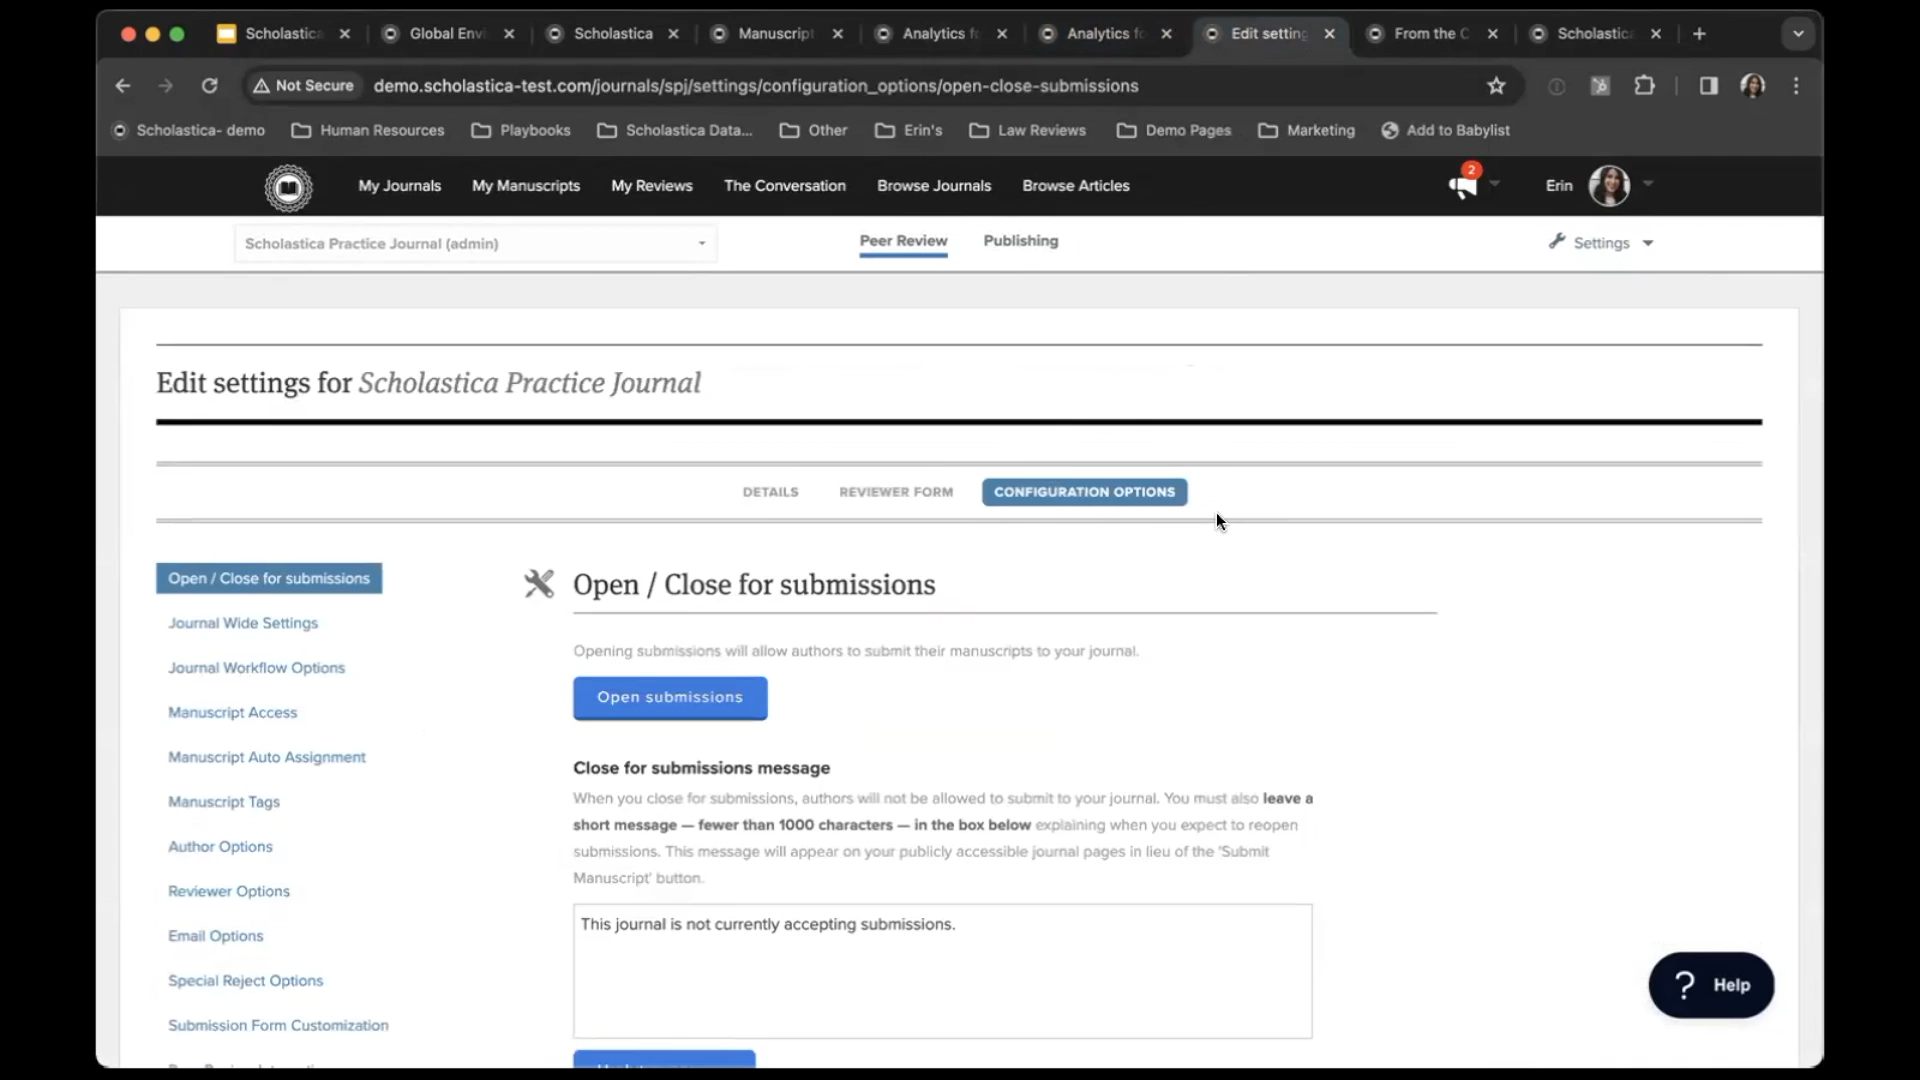 Scholastica
Global Env
Scholastica
Manuscript
Analytics f
Analytics fo
Edit setting
From the C
Scholastica
Not Secure
demo.scholastica-test.com/journals/spj/settings/configuration_options/open-close-submissions
Scholastica- demo
Human Resources
Playbooks
Scholastica Data...
Other
Erin's
Law Reviews
Demo Pages
Marketing
Add to Babylist
My Journals
My Manuscripts
My Reviews
The Conversation
Browse Journals
Browse Articles
2
Erin
Scholastica Practice Journal (admin)
Peer Review
Publishing
Settings
Edit settings for Scholastica Practice Journal
DETAILS
REVIEWER FORM
CONFIGURATION OPTIONS
Open / Close for submissions
Journal Wide Settings
Journal Workflow Options
Manuscript Access
Manuscript Auto Assignment
Manuscript Tags
Author Options
Reviewer Options
Email Options
Special Reject Options
Submission Form Customization
Open / Close for submissions
Opening submissions will allow authors to submit their manuscripts to your journal.
Open submissions
Close for submissions message
When you close for submissions, authors will not be allowed to submit to your journal. You must also leave a
short message — fewer than 1000 characters — in the box below explaining when you expect to reopen
submissions. This message will appear on your publicly accessible journal pages in lieu of the 'Submit
Manuscript' button.
This journal is not currently accepting submissions.
? Help